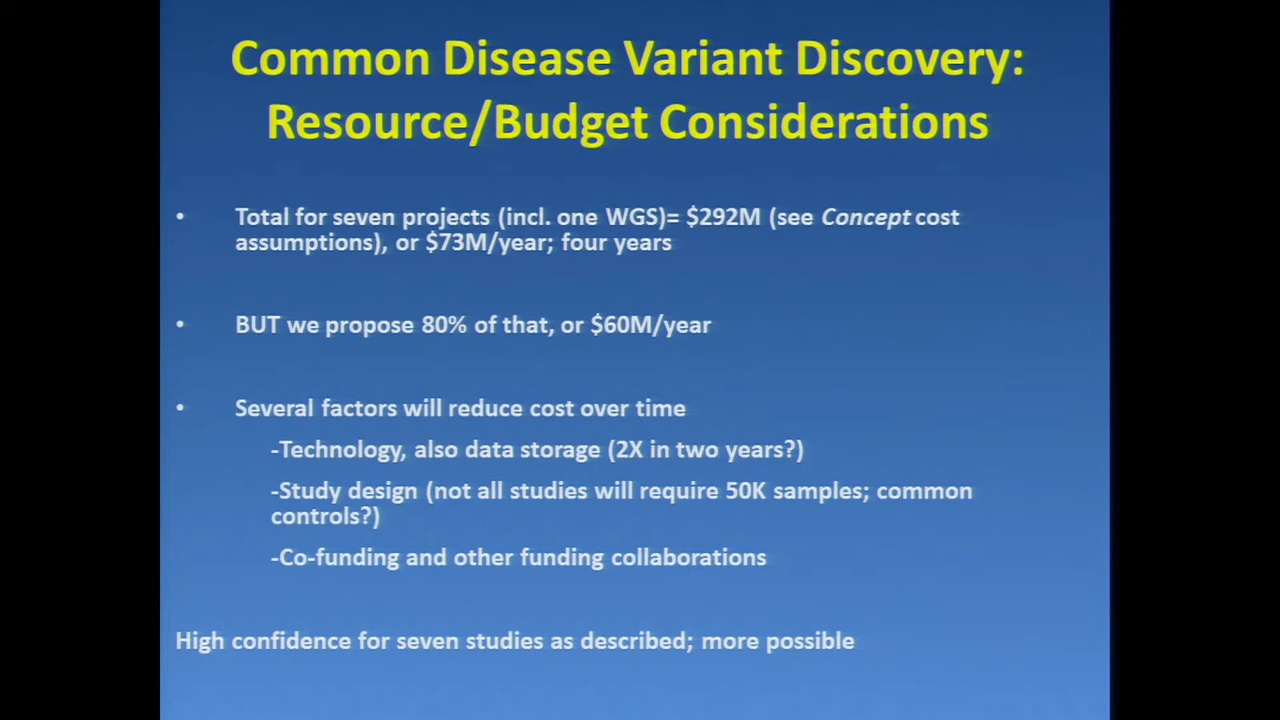 Common Disease Variant Discovery:
Resource/Budget Considerations
• Total for seven projects (incl. one WGS)= $292M (see Concept cost
assumptions), or $73M/year; four years
• BUT we propose 80% of that, or $60M/year
• Several factors will reduce cost over time
-Technology, also data storage (2X in two years?)
-Study design (not all studies will require 50K samples; common
controls?)
-Co-funding and other funding collaborations
High confidence for seven studies as described; more possible